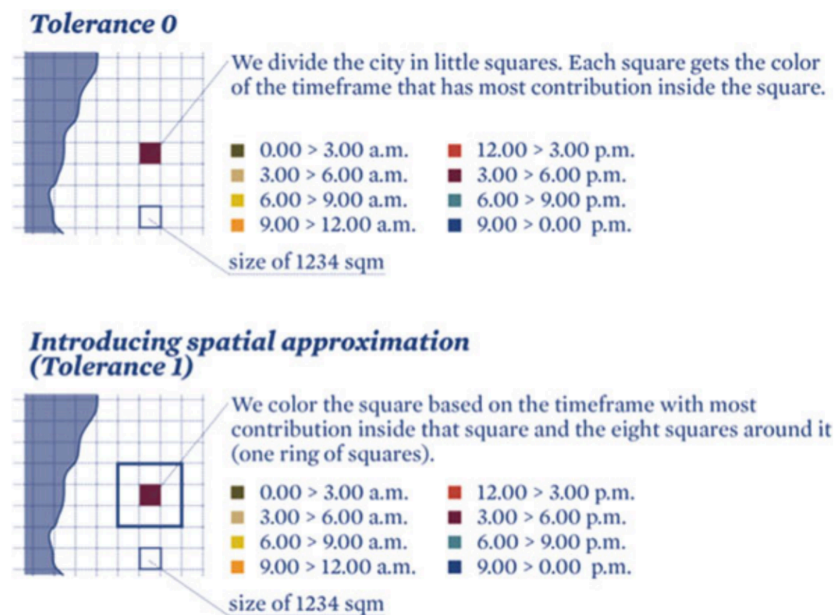 Tolerance 0
We divide the city in little squares. Each square gets the color
of the timeframe that has most contribution inside the square.
0.00 > 3.00 a.m.
3.00 > 6.00 a.m.
6.00 > 9.00 a.m.
9.00 > 12.00 a.m.
12.00 > 3.00 p.m.
3.00 > 6.00 p.m.
6.00 > 9.00 p.m.
9.00 > 0.00 p.m.
size of 1234 sqm
Introducing spatial approximation
(Tolerance 1)
We color the square based on the timeframe with most
contribution inside that square and the eight squares around it
(one ring of squares).
0.00 > 3.00 a.m.
3.00 > 6.00 a.m.
6.00 > 9.00 a.m.
9.00 > 12.00 a.m.
12.00 > 3.00 p.m.
3.00 > 6.00 p.m.
6.00 > 9.00 p.m.
9.00 > 0.00 p.m.
size of 1234 sqm